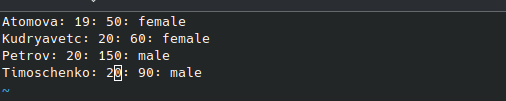 Atomova: 19: 50: female
Kudryavetc: 20: 60: female
Petrov: 20: 150: male
Timoschenko: 20: 90: male
~